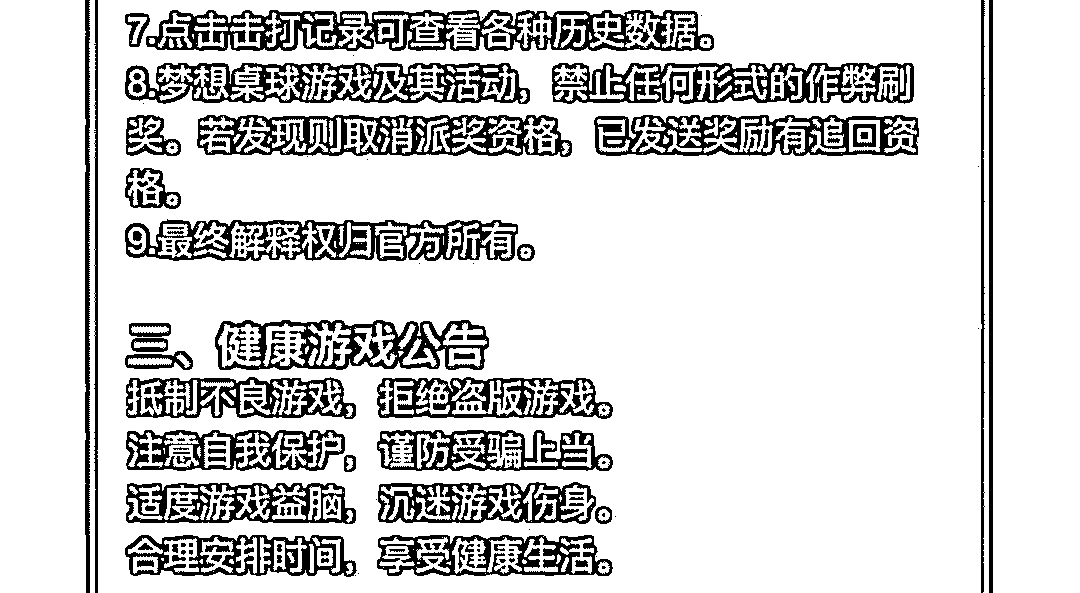 7.点击击打记录可查看各种历史数据。
8.梦想桌球游戏及其活动，禁止任何形式的作弊刷
奖。若发现则取消派奖资格，已发送奖励有追回资
格。
9.最终解释权归官方所有。
三、健康游戏公告
抵制不良游戏，拒绝盗版游戏。
注意自我保护，谨防受骗上当。
适度游戏益脑，沉迷游戏伤身。
合理安排时间，享受健康生活。